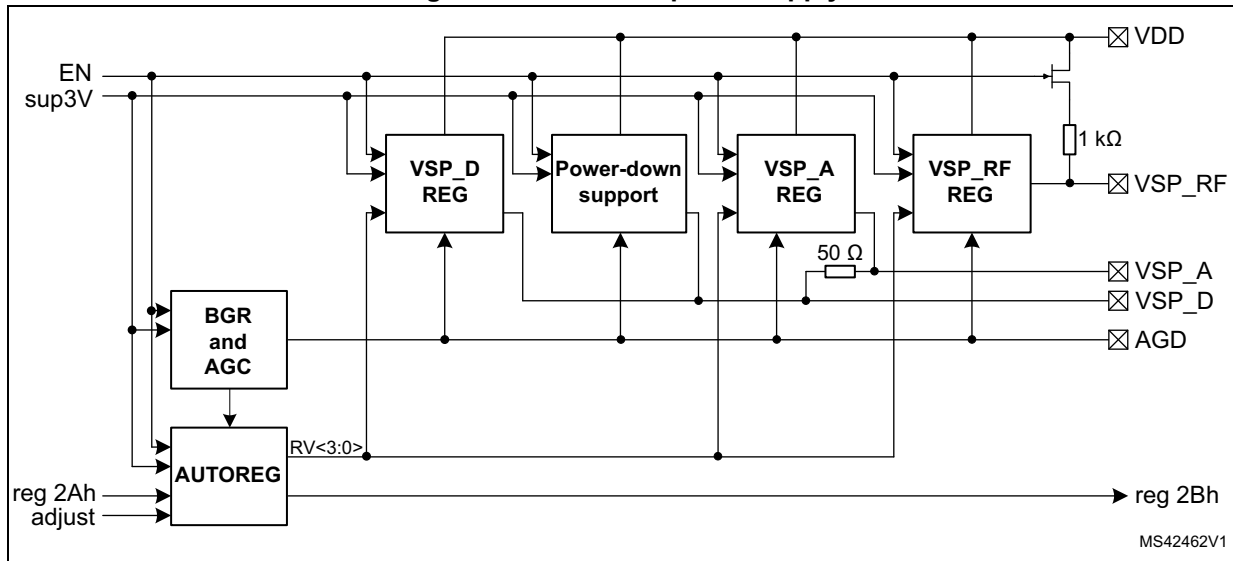 VDD
EN
sup3V
1 kΩ
VSP_D
REG
Power-down
support
VSP_A
REG
VSP_RF
REG
VSP_RF
50 Ω
VSP_A
VSP_D
BGR
and
AGC
AGD
RV<3:0>
AUTOREG
reg 2Ah
adjust
reg 2Bh
MS42462V1